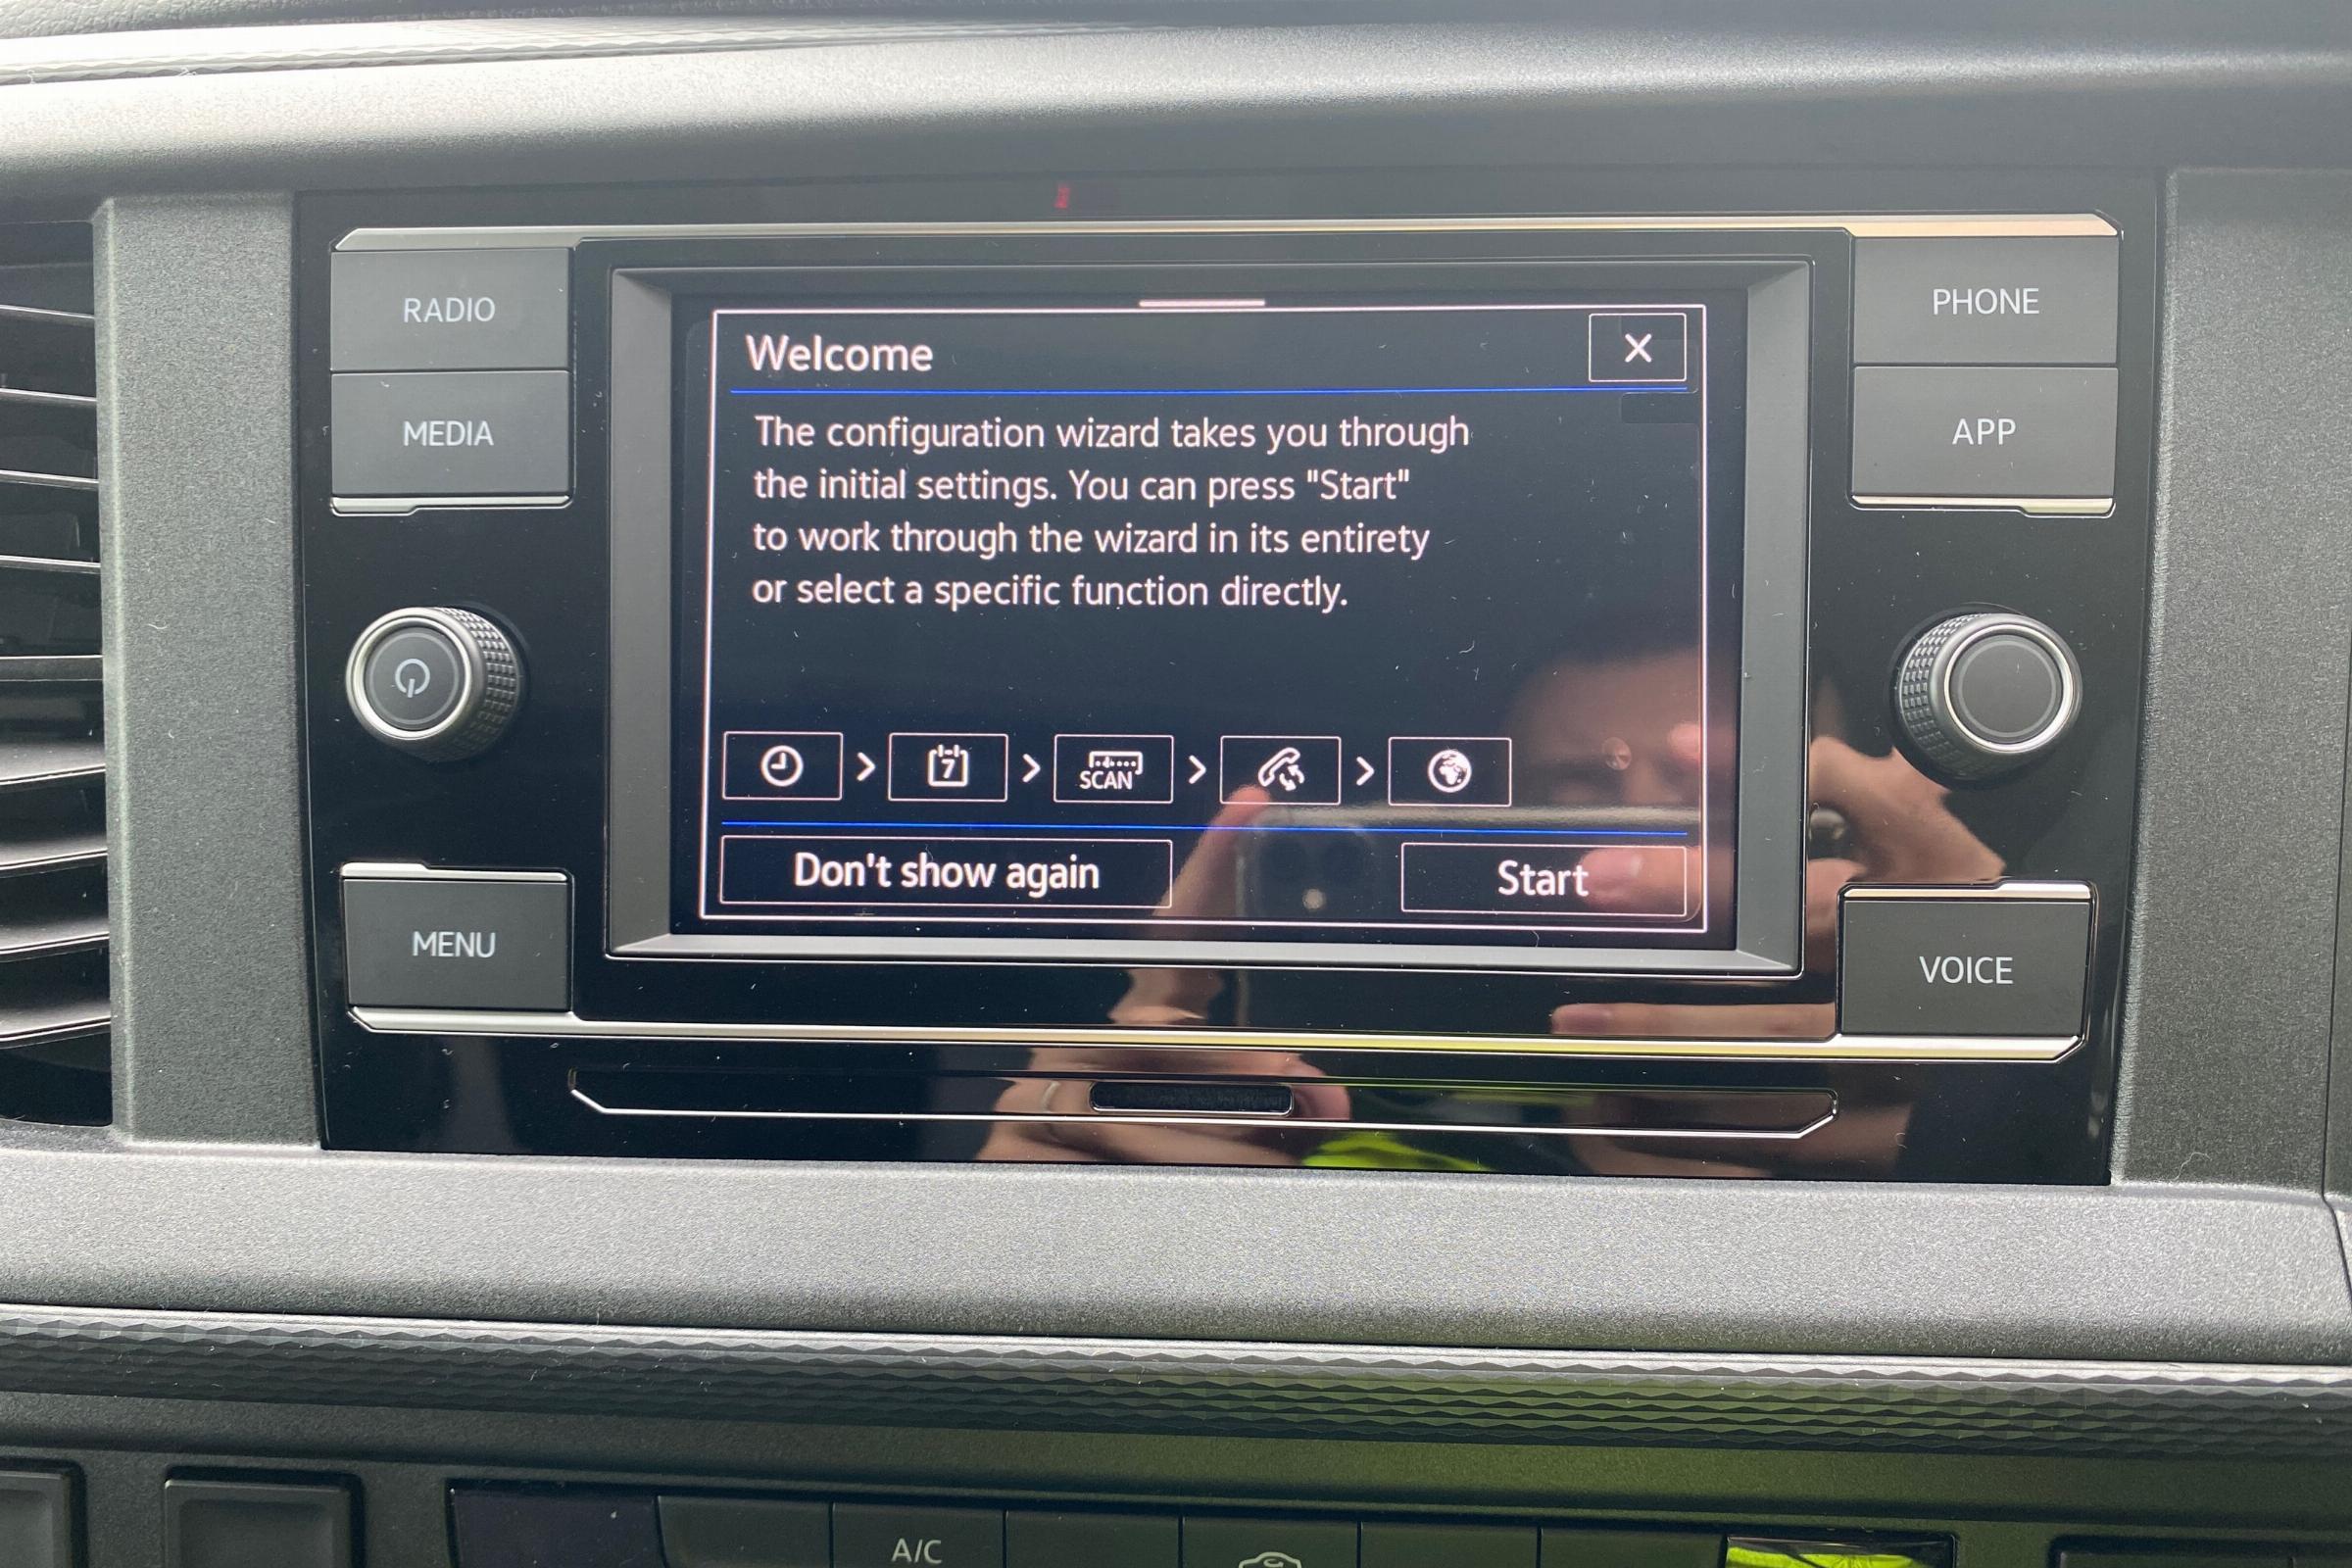 RADIO
MEDIA
MENU
PHONE
APP
VOICE
Welcome
The configuration wizard takes you through
the initial settings. You can press "Start"
to work through the wizard in its entirety
or select a specific function directly.
7
SCAN
Don't show again
Start
A/C